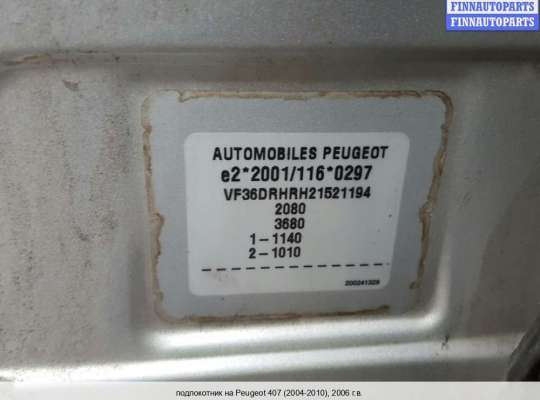 FINNAUTOPARTS
FINNAUTOPARTS
FINNAUTOPARTS
AUTOMOBILES PEUGEOT
e2*2001/116*0297
VF36DRHRH21521194
2080
3680
1-1140
2-1010
200241329
подлокотник на Peugeot 407 (2004-2010), 2006 г.в.